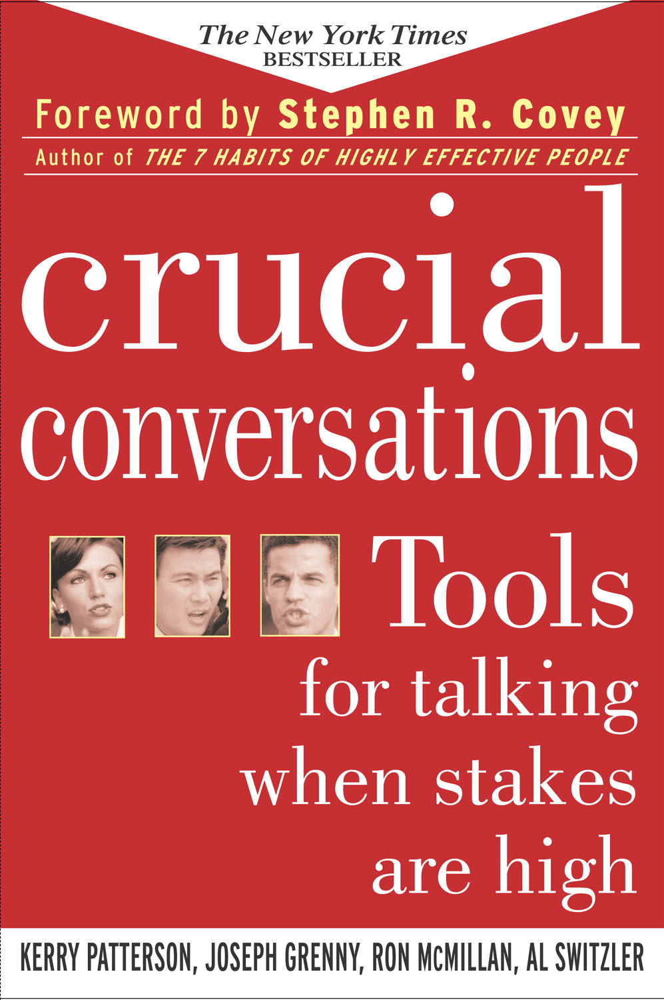 The New York Times
BESTSELLER
Foreword by Stephen R. Covey
Author of THE 7 HABITS OF HIGHLY EFFECTIVE PEOPLE
crucial
conversations
Tools
for talking
when stakes
are high
KERRY PATTERSON, JOSEPH GRENNY, RON McMILLAN, AL SWITZLER